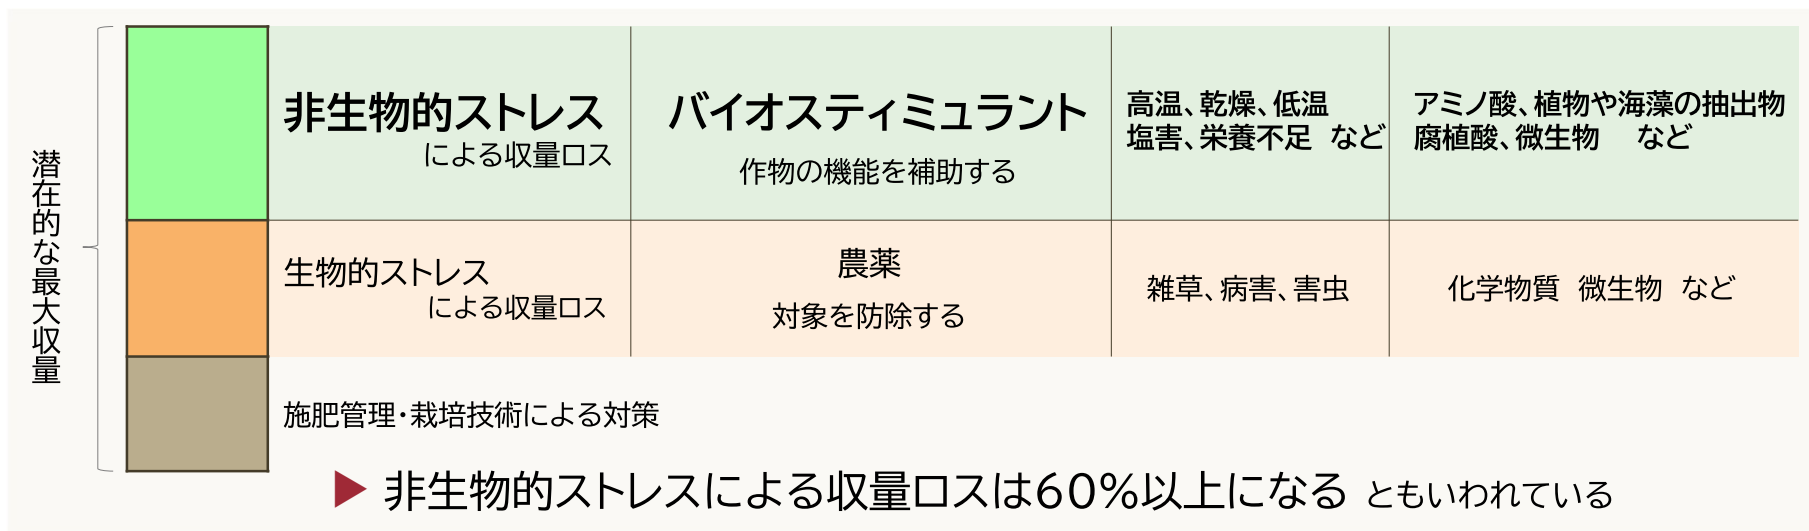 潜在的な最大収量
非生物的ストレス
による収量ロス
バイオスティミュラント
作物の機能を補助する
高温、乾燥、低温
塩害、栄養不足 など
アミノ酸、植物や海藻の抽出物
腐植酸、微生物 など
生物的ストレス
による収量ロス
農薬
対象を防除する
雑草、病害、害虫
化学物質 微生物 など
施肥管理・栽培技術による対策
▶ 非生物的ストレスによる収量ロスは60%以上になる ともいわれている